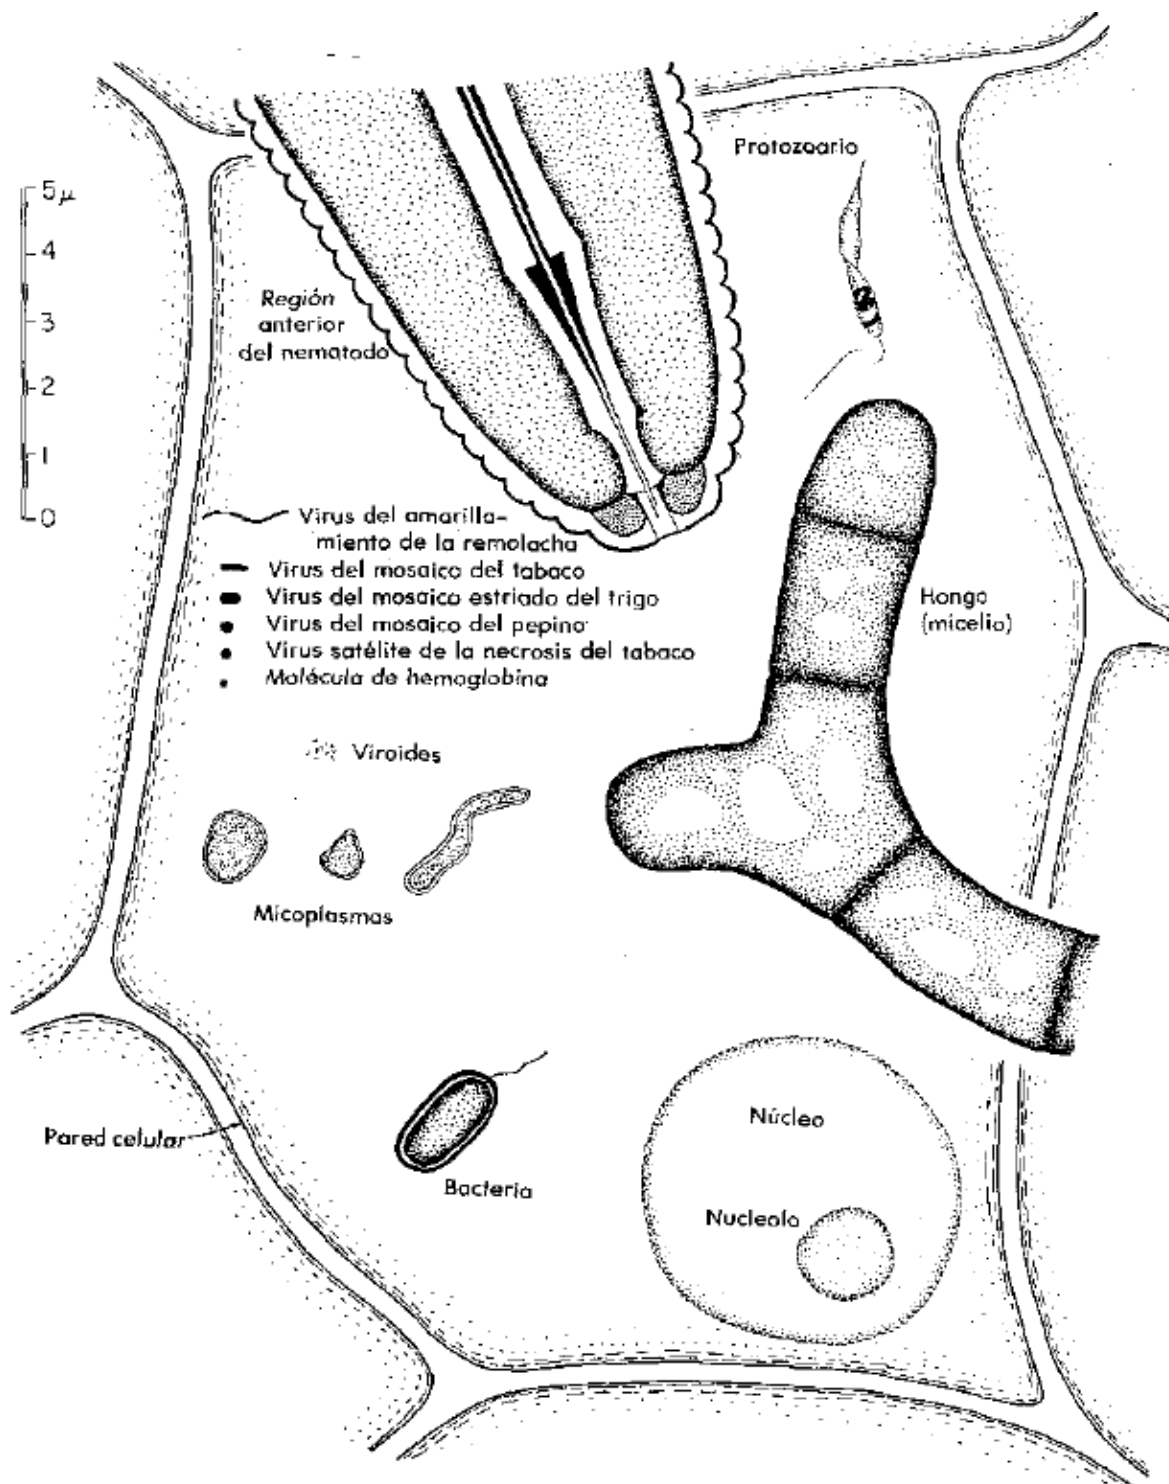 Protozoario
5 μ
4
3
2
1
0
Región
anterior
del nemátodo
Virus del amarilla-
miento de la remolacha
Virus del mosaico del tabaco
Virus del mosaico estriado del trigo
Virus del mosaico del pepino
Virus satélite de la necrosis del tabaco
Molécula de hemoglobina
Hongo
(micelio)
Viroides
Micoplasmas
Pared celular
Bacteria
Núcleo
Nucleolo